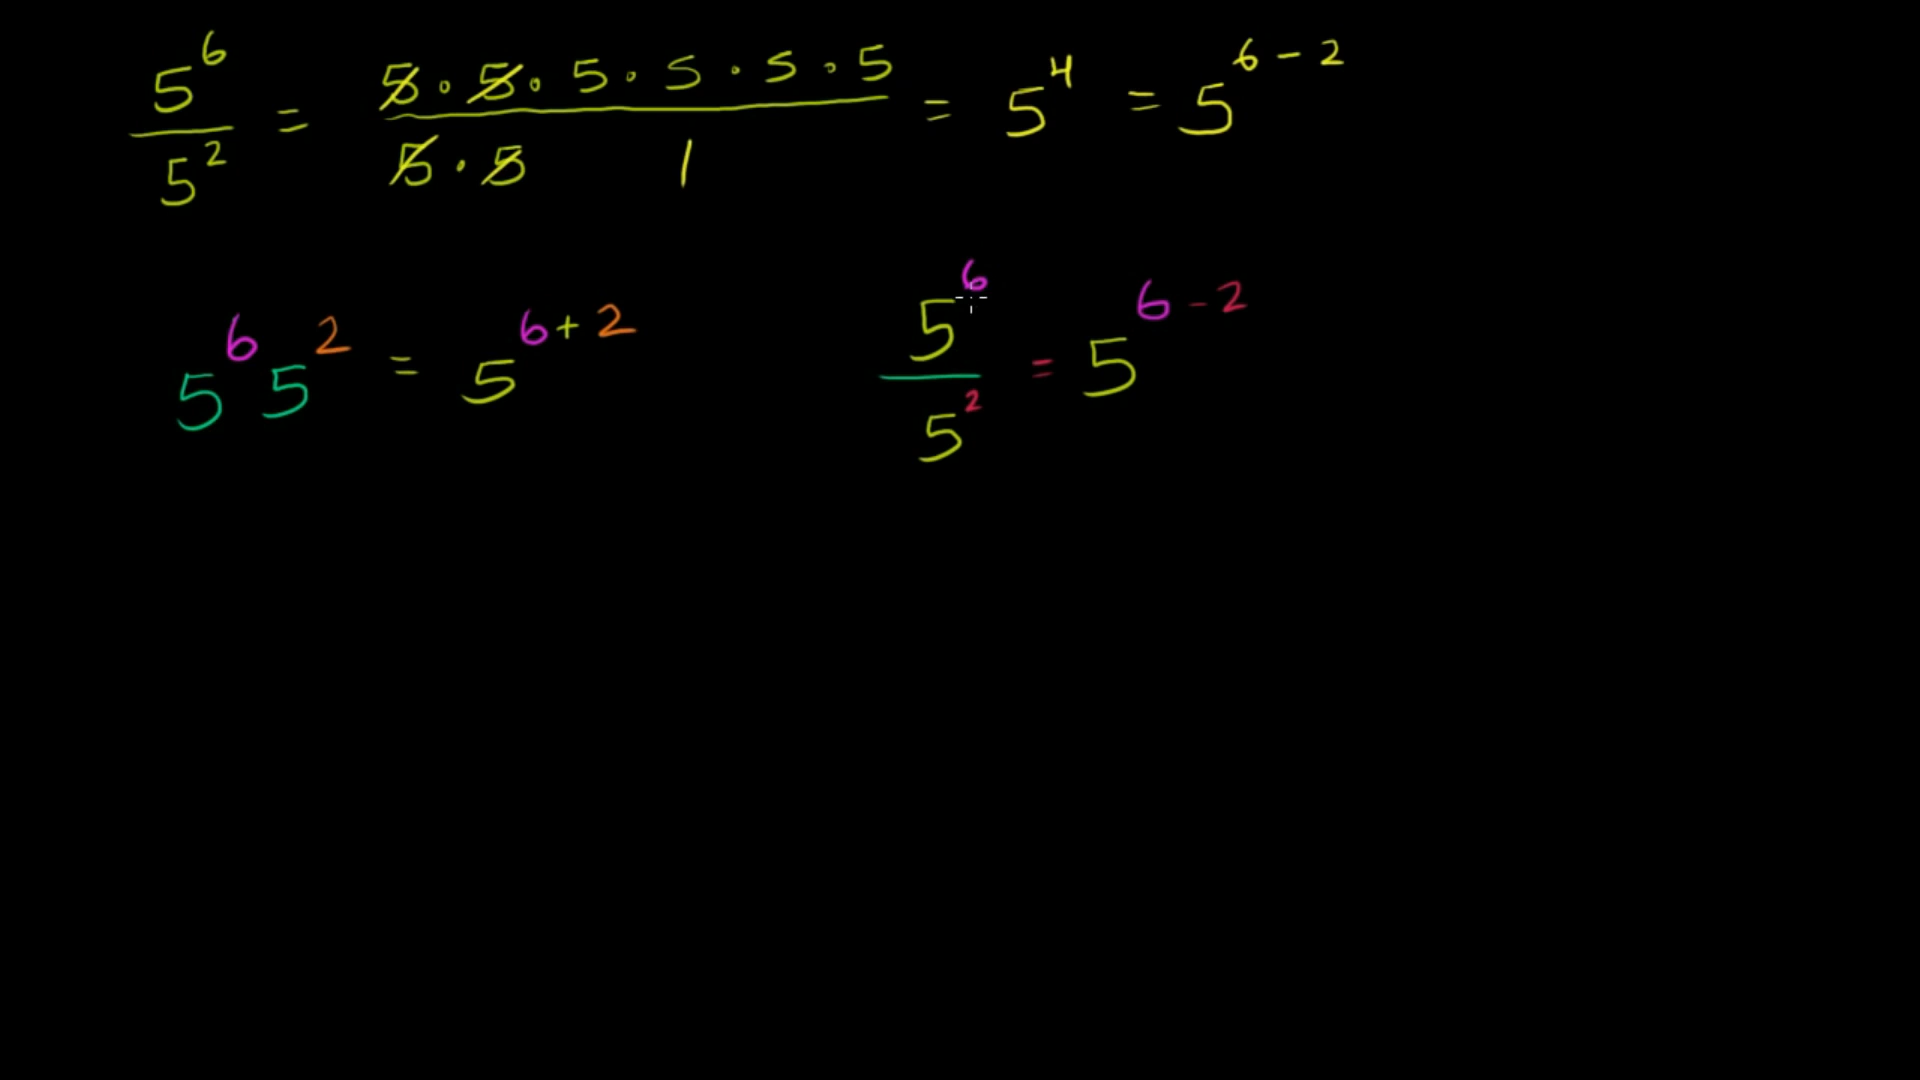 5^6 / 5^2 = 5 · 5 · 5 · 5 · 5 · 5 / 5 · 5 1 = 5^4 = 5^(6 - 2)
5^6 5^2 = 5^(6 + 2)
5^6 / 5^2 = 5^(6 - 2)